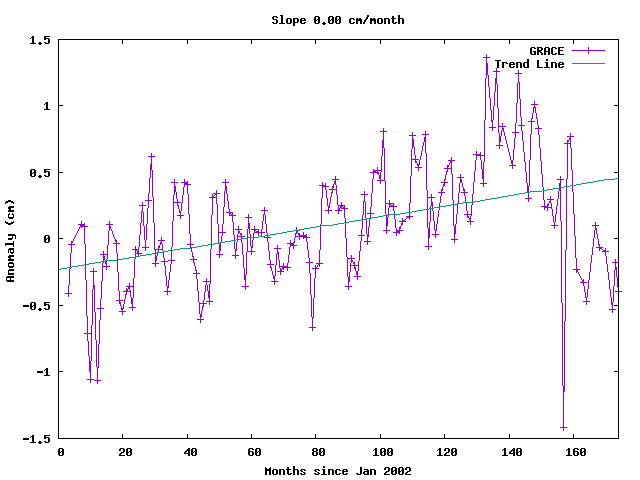 Slope 0.00 cm/month
GRACE
Trend Line
1.5
1
0.5
0
-0.5
-1
-1.5
Anomaly (cm)
0 20 40 60 80 100 120 140 160
Months since Jan 2002